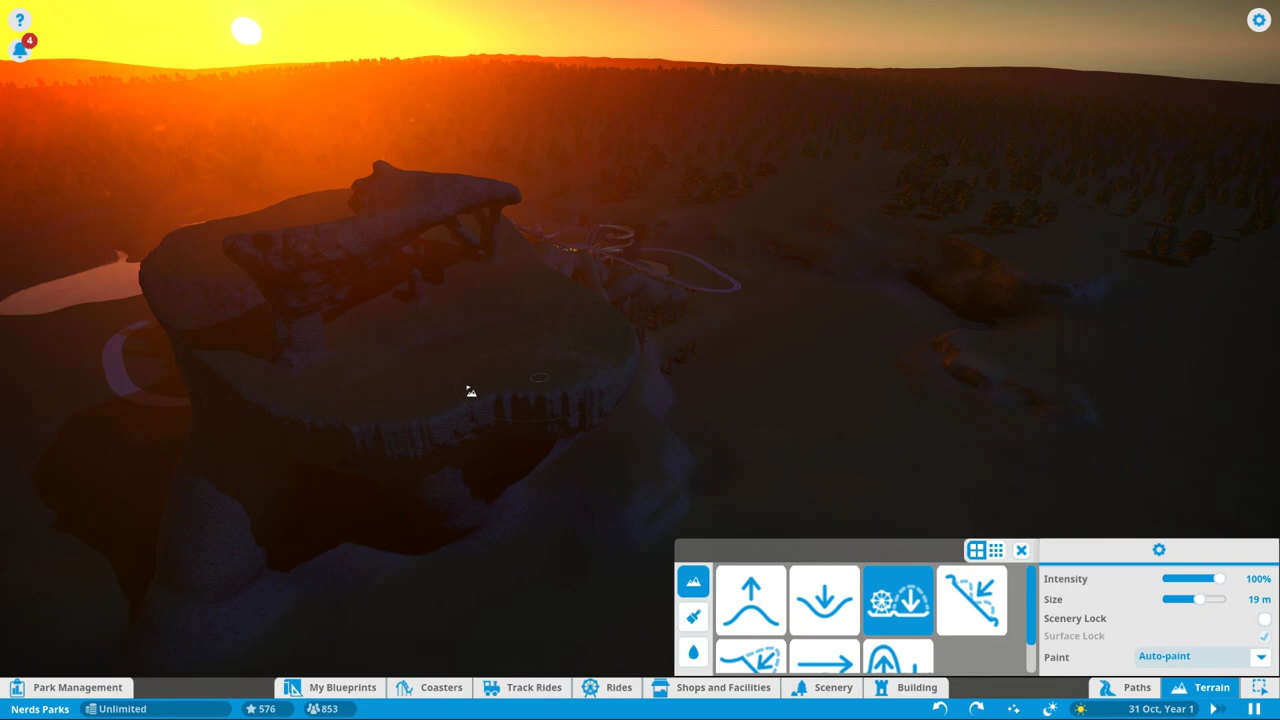 ?
4
Intensity 100%
Size 19 m
Scenery Lock
Surface Lock
Paint Auto-paint
Park Management My Blueprints Coasters Track Rides Rides Shops and Facilities Scenery Building Paths Terrain
Nerds Parks Unlimited 576 853 31 Oct, Year 1